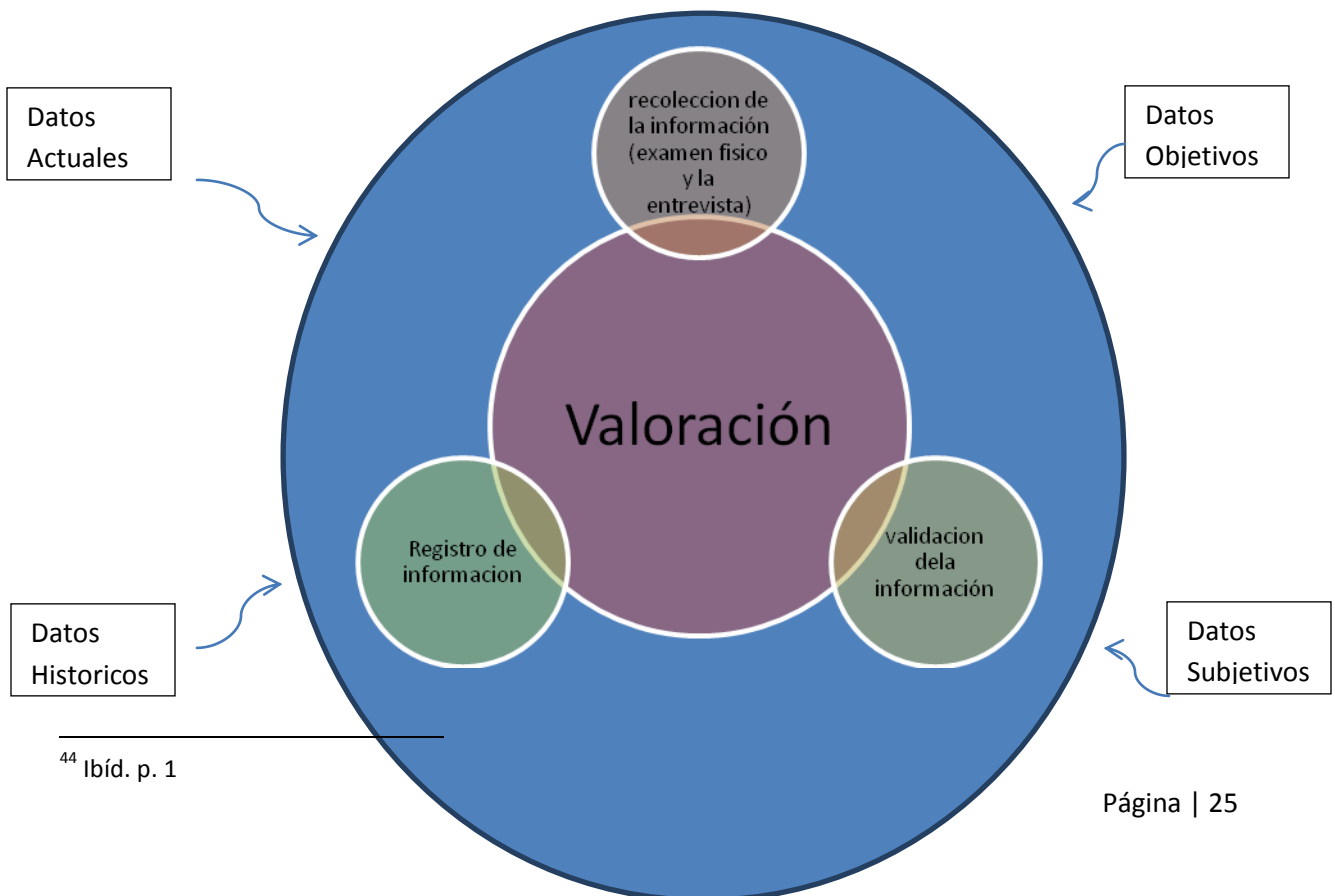 recoleccion de
la información
(examen fisico
y la
entrevista)
Datos
Actuales
Datos
Objetivos
Valoración
Registro de
informacion
validacion
dela
información
Datos
Historicos
Datos
Subjetivos
44 Ibíd. p. 1
Página | 25